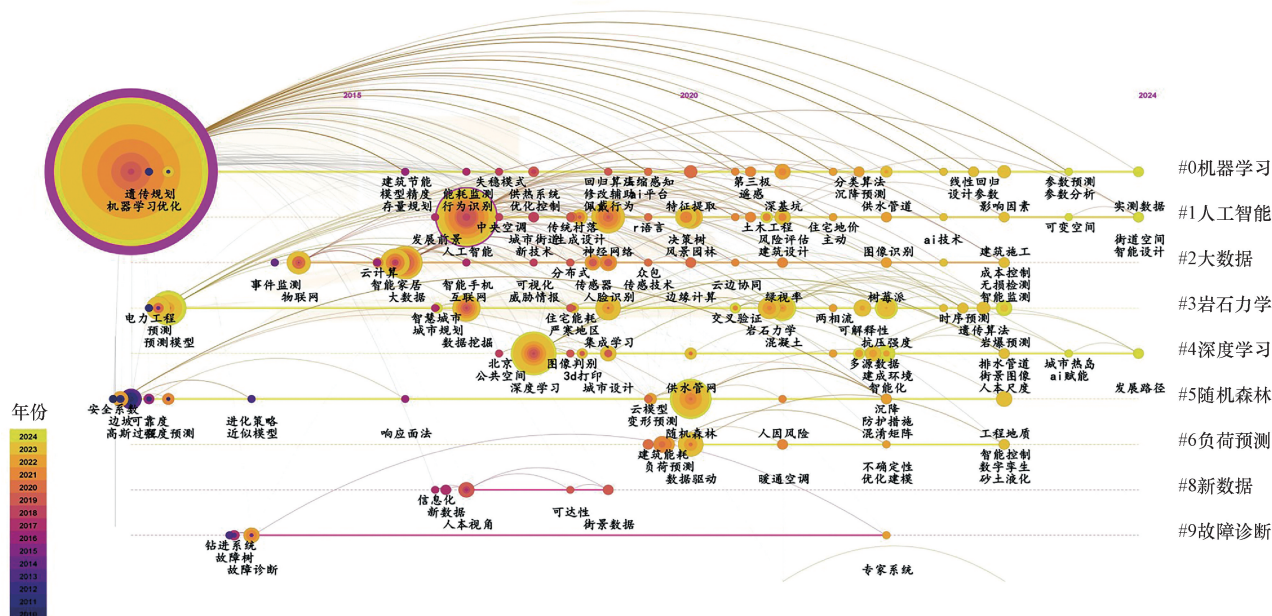 2015
2020
2024
#0机器学习
遗传规划
机器学习优化
建筑节能
模型精度
存量规划
失稳模式
能耗监测
行为识别
供热系统
优化控制
修改辅助
佩戴行为
ai平台
特征提取
第三极
遥感
深基坑
分类算法
沉降预测
供水管道
线性回归
设计参数
影响因素
参数预测
参数分析
实测数据
#1人工智能
发展前景
人工智能
中央空调
城市街道
新技术
传统村落
生成设计
神经网络
r语言
决策树
风景园林
土木工程
风险评估
建筑设计
住宅地价
主动
图像识别
ai技术
建筑施工
可变空间
街道空间
智能设计
#2大数据
事件监测
物联网
云计算
智能家居
大数据
智能手机
互联网
可视化
威胁情报
分布式
传感器
人脸识别
众包
传感技术
边缘计算
云边协同
绿视率
树莓派
成本控制
无损检测
智能监测
#3岩石力学
电力工程
预测
预测模型
智慧城市
城市规划
数据挖掘
住宅能耗
严寒地区
集成学习
交叉验证
岩石力学
混凝土
两相流
可解释性
抗压强度
时序预测
遗传算法
岩爆预测
#4深度学习
北京
公共空间
深度学习
图像判别
3d打印
城市设计
供水管网
多源数据
建成环境
智能化
排水管道
街景图像
人本尺度
城市热岛
ai赋能
发展路径
#5随机森林
安全系数
边坡可靠度
进化策略
近似模型
响应面法
云模型
变形预测
随机森林
人因风险
沉降
防护措施
混淆矩阵
工程地质
#6负荷预测
建筑能耗
负荷预测
数据驱动
暖通空调
不确定性
优化建模
智能控制
数字孪生
砂土液化
#8新数据
信息化
新数据
人本视角
可达性
街景数据
#9故障诊断
钻进系统
故障树
故障诊断
专家系统
年份
2024
2023
2022
2021
2020
2019
2018
2017
2016
2015
2014
2013
2012
2011
2010